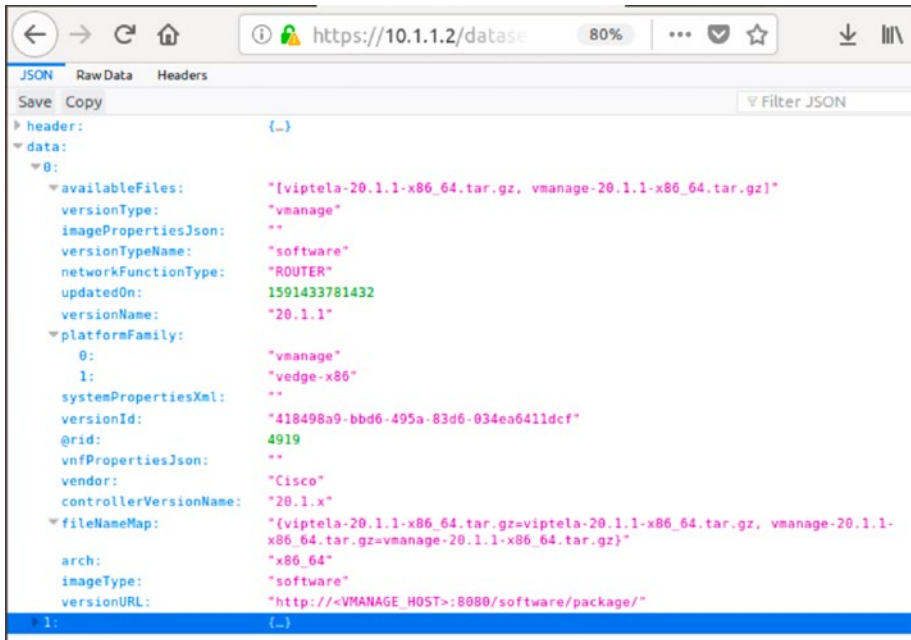 https://10.1.1.2/datase 80%
JSON Raw Data Headers
Save Copy Filter JSON
header: {…}
data:
0:
availableFiles: "[viptela-20.1.1-x86_64.tar.gz, vmanage-20.1.1-x86_64.tar.gz]"
versionType: "vmanage"
imagePropertiesJson: ""
versionTypeName: "software"
networkFunctionType: "ROUTER"
updatedOn: 1591433781432
versionName: "20.1.1"
platformFamily:
0: "vmanage"
1: "vedge-x86"
systemPropertiesXml: ""
versionId: "418498a9-bbd6-495a-83d6-034ea6411dcf"
@rid: 4919
vnfPropertiesJson: ""
vendor: "Cisco"
controllerVersionName: "20.1.x"
fileNameMap: "{viptela-20.1.1-x86_64.tar.gz=viptela-20.1.1-x86_64.tar.gz, vmanage-20.1.1-
x86_64.tar.gz=vmanage-20.1.1-x86_64.tar.gz}"
arch: "x86_64"
imageType: "software"
versionURL: "http://<VMANAGE_HOST>:8080/software/package/"
1: {…}